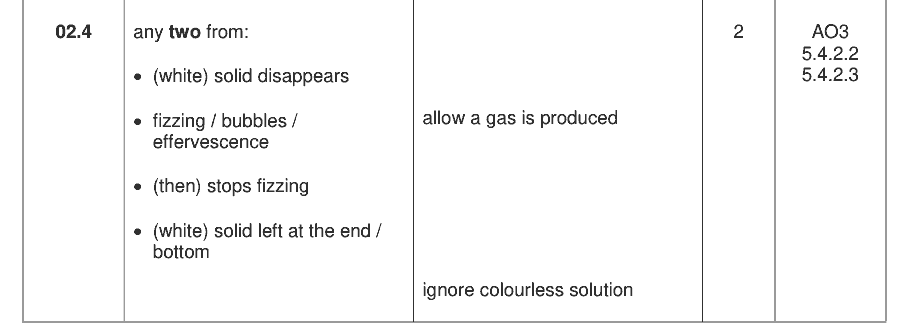 02.4
any two from:
2
AO3
5.4.2.2
5.4.2.3
• (white) solid disappears
• fizzing / bubbles /
effervescence
allow a gas is produced
• (then) stops fizzing
• (white) solid left at the end /
bottom
ignore colourless solution